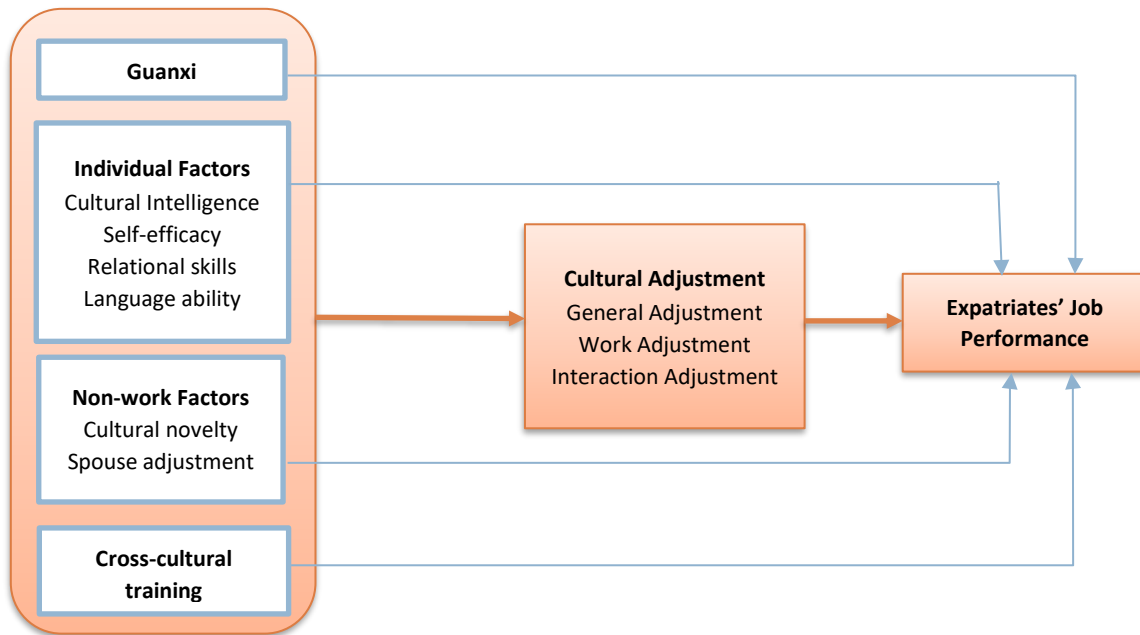 Guanxi
Individual Factors
Cultural Intelligence
Self-efficacy
Relational skills
Language ability
Non-work Factors
Cultural novelty
Spouse adjustment
Cross-cultural
training
Cultural Adjustment
General Adjustment
Work Adjustment
Interaction Adjustment
Expatriates’ Job
Performance